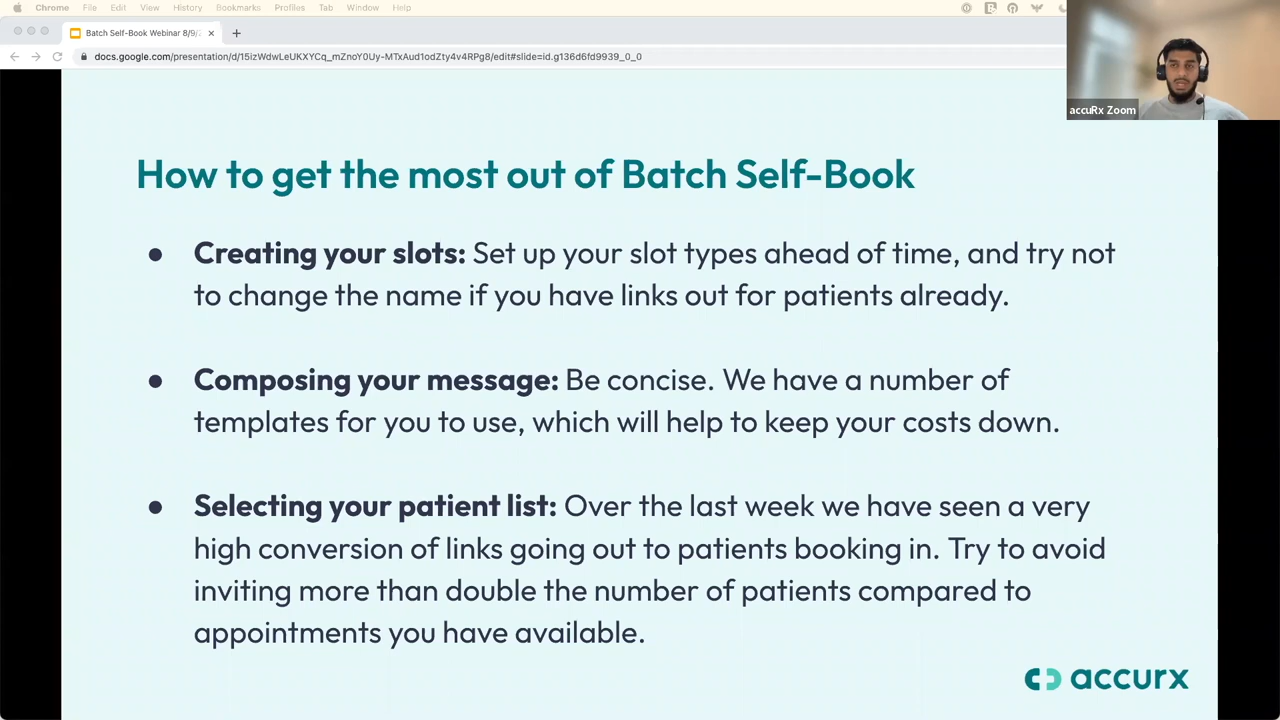 Chrome File Edit View History Bookmarks Profiles Tab Window Help
Batch Self-Book Webinar 8/9/
docs.google.com/presentation/d/15izWdwLeUKXYCq_mZnoY0Uy-MTxAud1odZty4v4RPg8/edit#slide=id.g136d6fd9939_0_0
accuRx Zoom
How to get the most out of Batch Self-Book
● Creating your slots: Set up your slot types ahead of time, and try not
to change the name if you have links out for patients already.
● Composing your message: Be concise. We have a number of
templates for you to use, which will help to keep your costs down.
● Selecting your patient list: Over the last week we have seen a very
high conversion of links going out to patients booking in. Try to avoid
inviting more than double the number of patients compared to
appointments you have available.
accurx